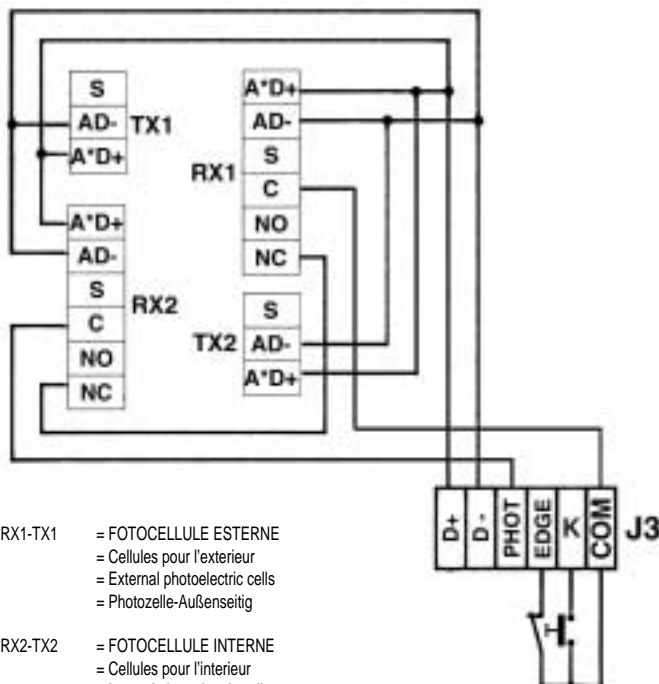 S
AD-
A*D+
TX1
A*D+
AD-
S
C
NO
NC
RX2
A*D+
AD-
S
C
NO
NC
RX1
S
AD-
A*D+
TX2
D+
D -
PHOT
EDGE
K
COM
J3
RX1-TX1 = FOTOCELLULE ESTERNE
= Cellules pour l'exterieur
= External photoelectric cells
= Photozelle-Außenseitig
RX2-TX2 = FOTOCELLULE INTERNE
= Cellules pour l'interieur